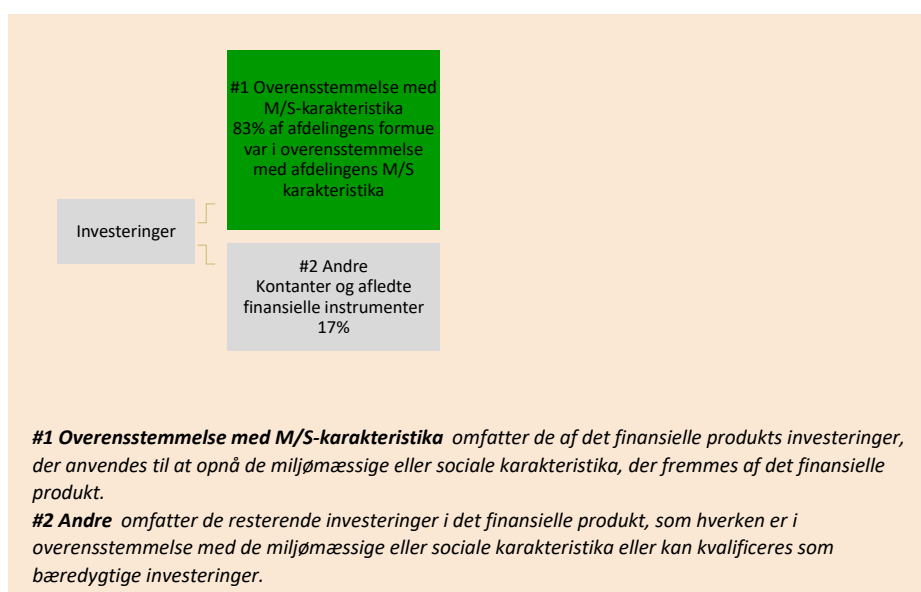 #1 Overensstemmelse med
M/S-karakteristika
83% af afdelingens formue
var i overensstemmelse
med afdelingens M/S
karakteristika
Investeringer
#2 Andre
Kontanter og afledte
finansielle instrumenter
17%
#1 Overensstemmelse med M/S-karakteristika omfatter de af det finansielle produkts investeringer,
der anvendes til at opnå de miljømæssige eller sociale karakteristika, der fremmes af det finansielle
produkt.
#2 Andre omfatter de resterende investeringer i det finansielle produkt, som hverken er i
overensstemmelse med de miljømæssige eller sociale karakteristika eller kan kvalificeres som
bæredygtige investeringer.